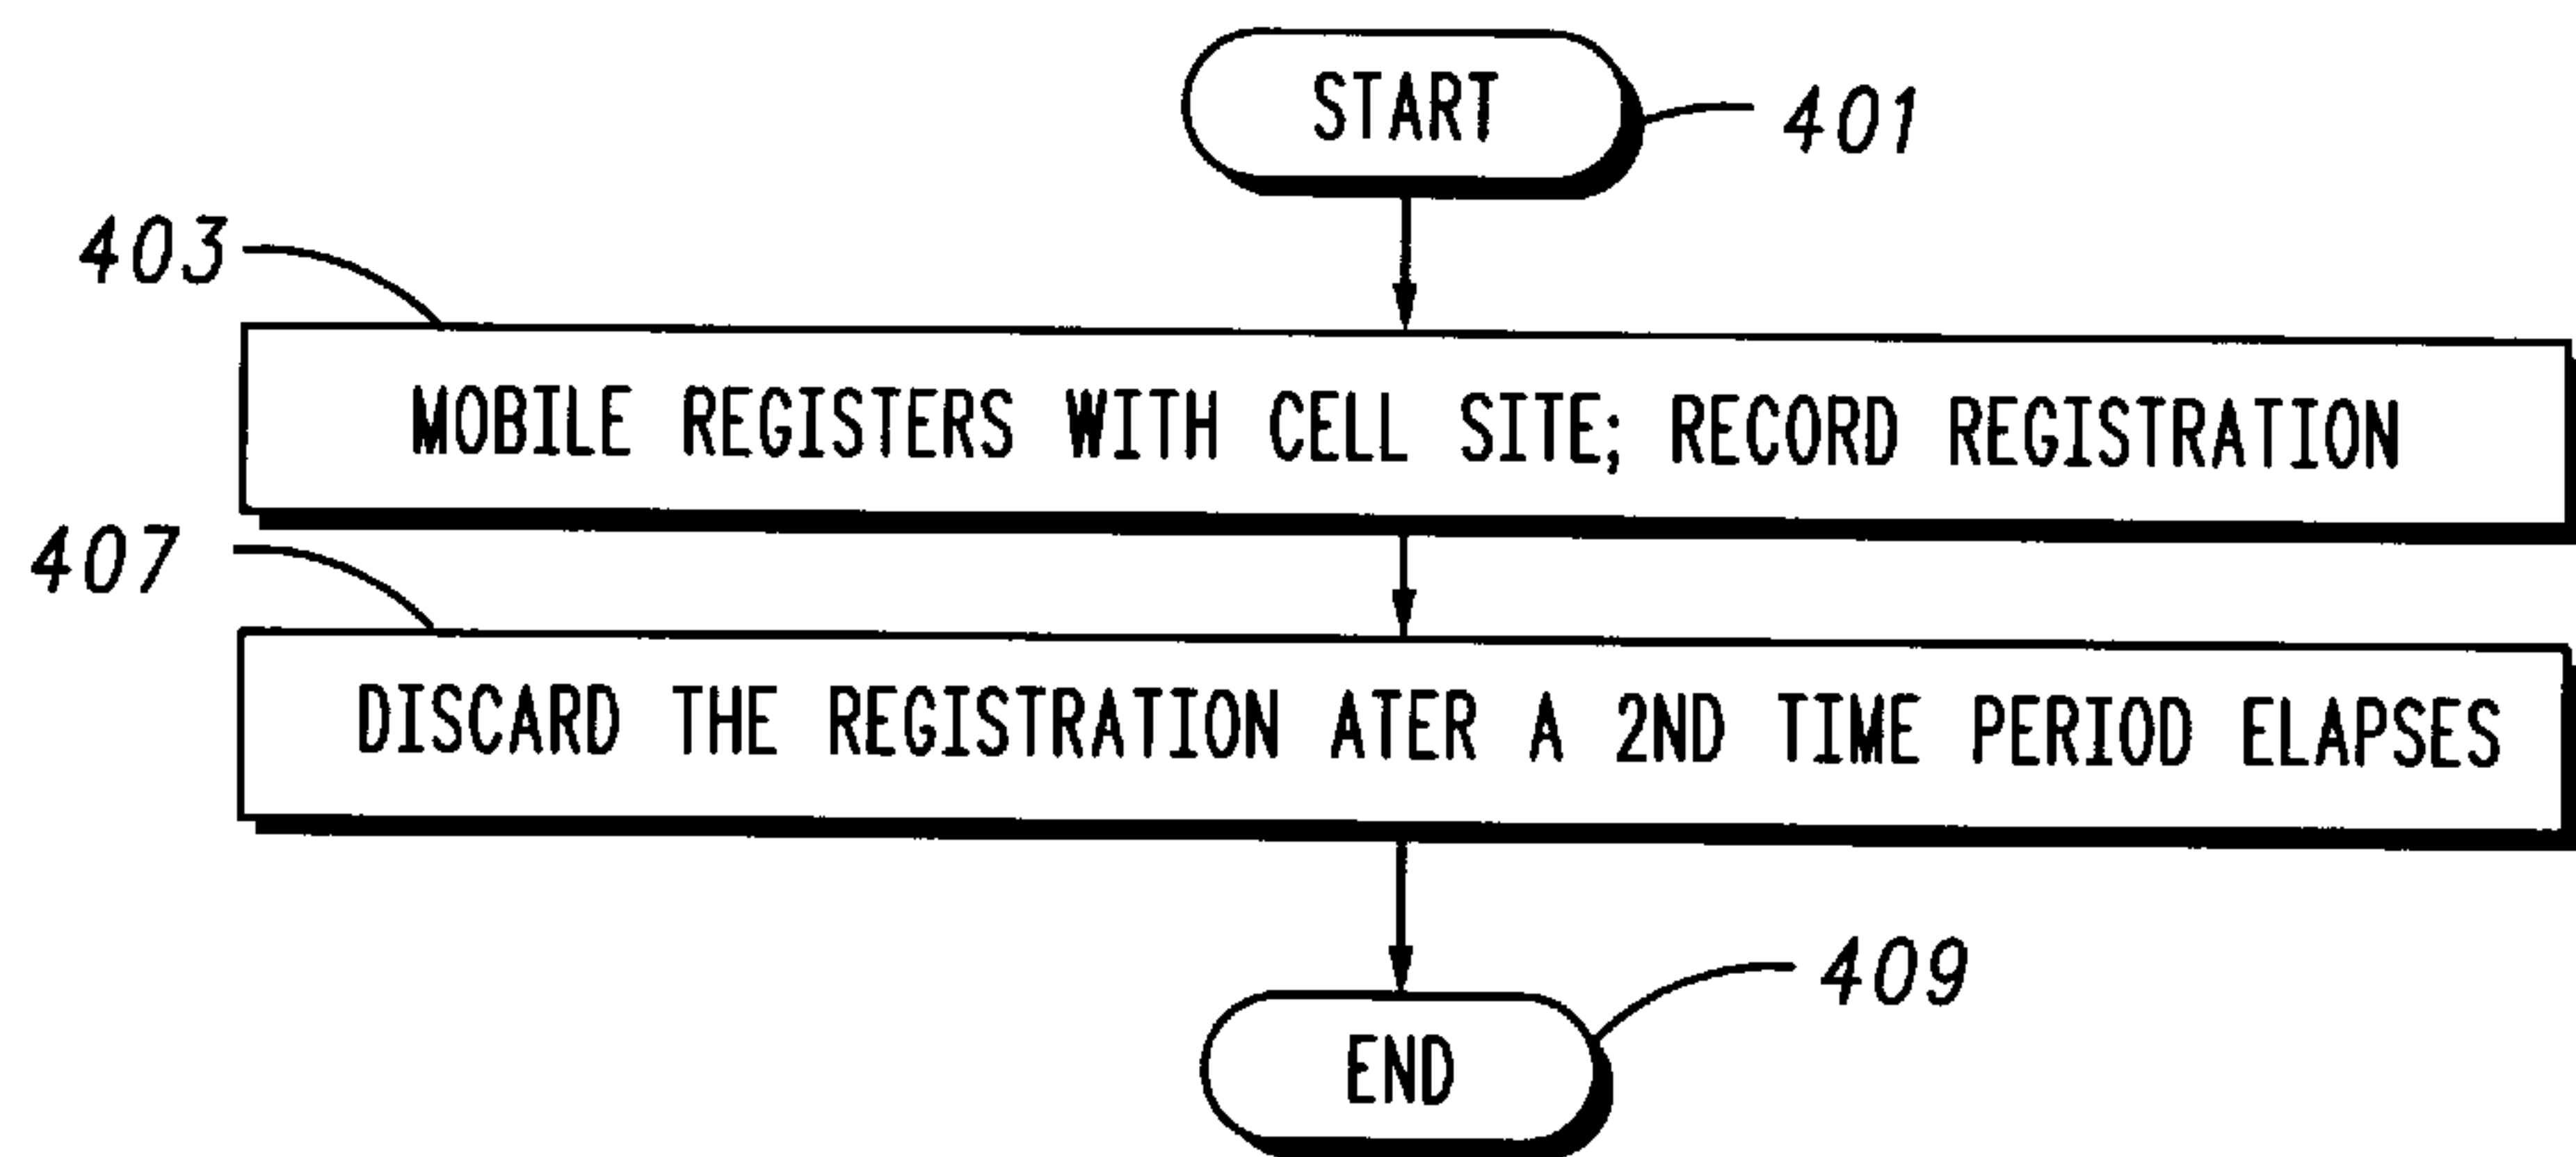 START
401
403
MOBILE REGISTERS WITH CELL SITE; RECORD REGISTRATION
407
DISCARD THE REGISTRATION ATER A 2ND TIME PERIOD ELAPSES
409
END